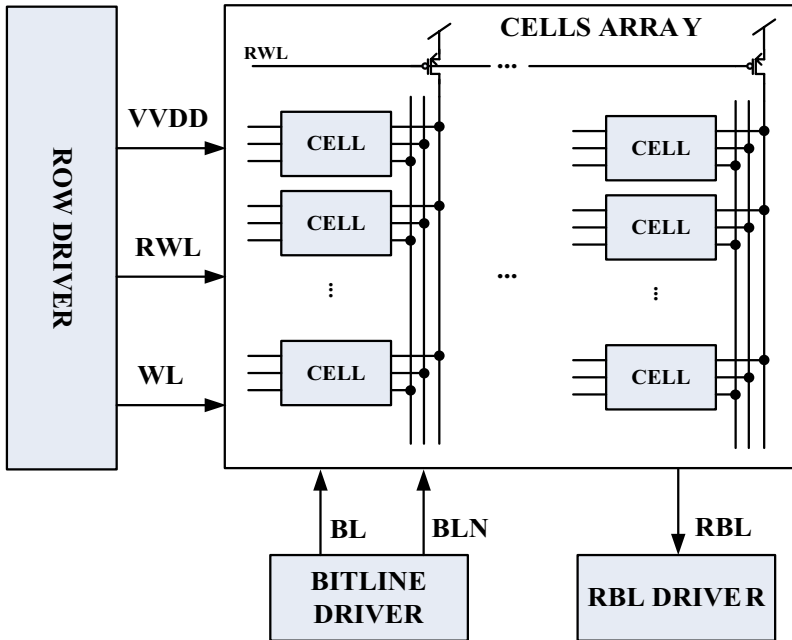 CELLS ARRAY
RWL
...
VVDD
CELL
CELL
ROW DRIVER
CELL
CELL
RWL
...
...
...
WL
CELL
CELL
BL
BLN
RBL
BITLINE
DRIVER
RBL DRIVER